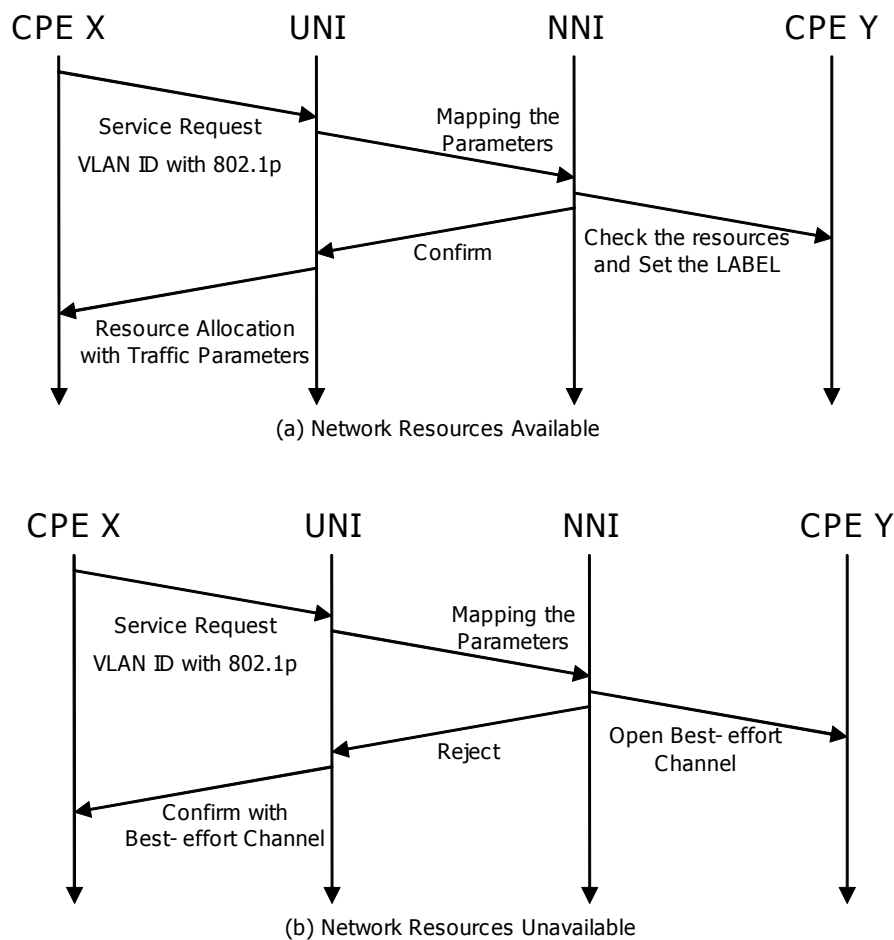 CPE X UNI NNI CPE Y
Service Request
VLAN ID with 802.1p
Mapping the
Parameters
Confirm
Check the resources
and Set the LABEL
Resource Allocation
with Traffic Parameters
(a) Network Resources Available
CPE X UNI NNI CPE Y
Service Request
VLAN ID with 802.1p
Mapping the
Parameters
Reject
Open Best-effort
Channel
Confirm with
Best-effort Channel
(b) Network Resources Unavailable